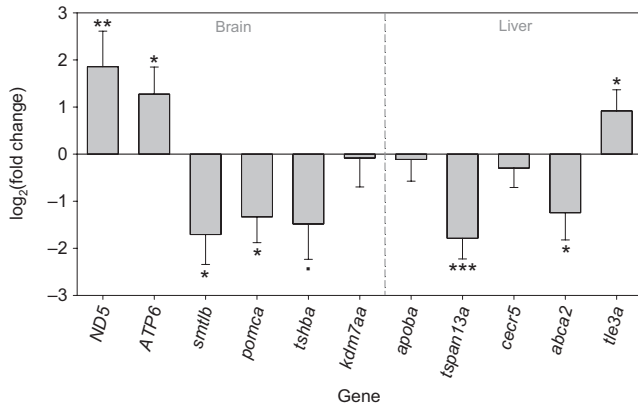 3
Brain
Liver
**
2
*
*
1
log2(fold change)
0
–1
–2
*
*
.
***
*
–3
ND5
ATP6
smtlb
pomca
tshba
kdm7aa
apoba
tspan13a
cecr5
abca2
tle3a
Gene